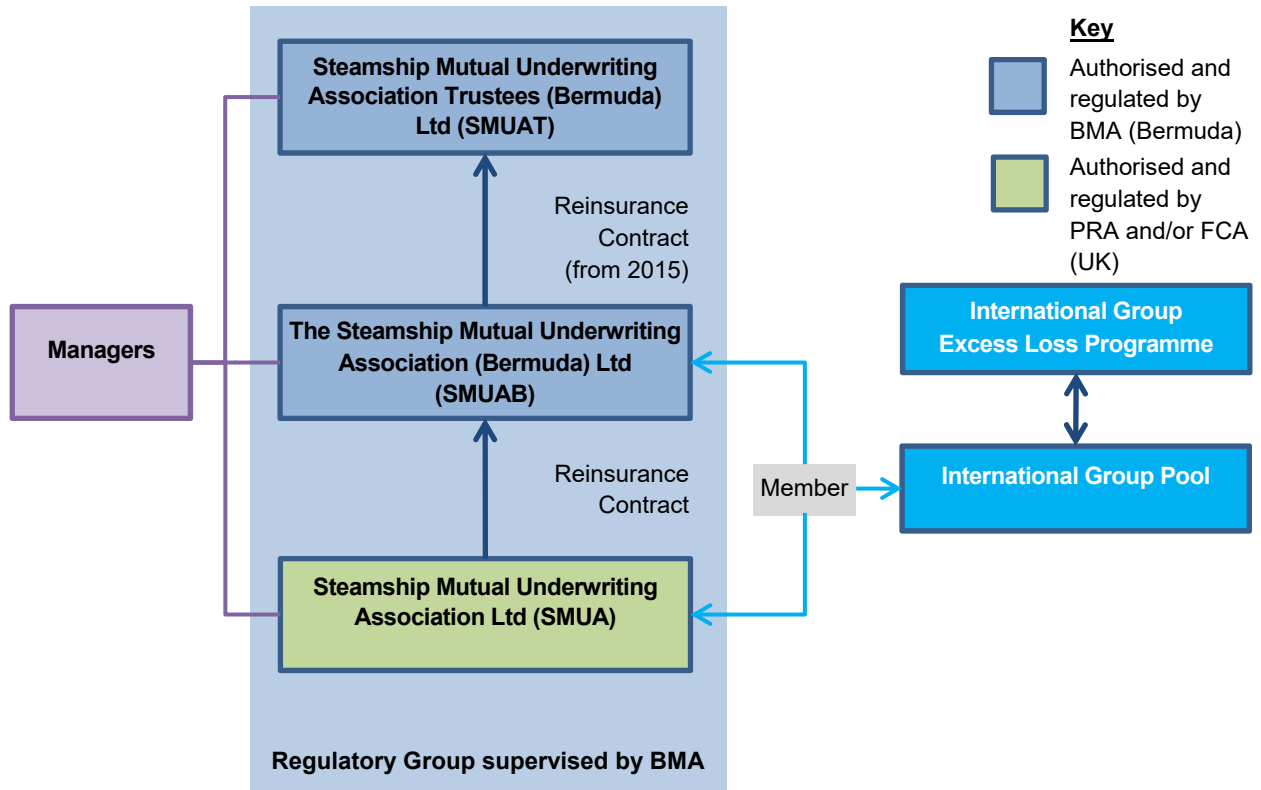 Steamship Mutual Underwriting
Association Trustees (Bermuda)
Ltd (SMUAT)
Reinsurance
Contract
(from 2015)
Managers
The Steamship Mutual Underwriting
Association (Bermuda) Ltd
(SMUAB)
Reinsurance
Contract
Steamship Mutual Underwriting
Association Ltd (SMUA)
Regulatory Group supervised by BMA
Member
Key
Authorised and
regulated by
BMA (Bermuda)
Authorised and
regulated by
PRA and/or FCA
(UK)
International Group
Excess Loss Programme
International Group Pool